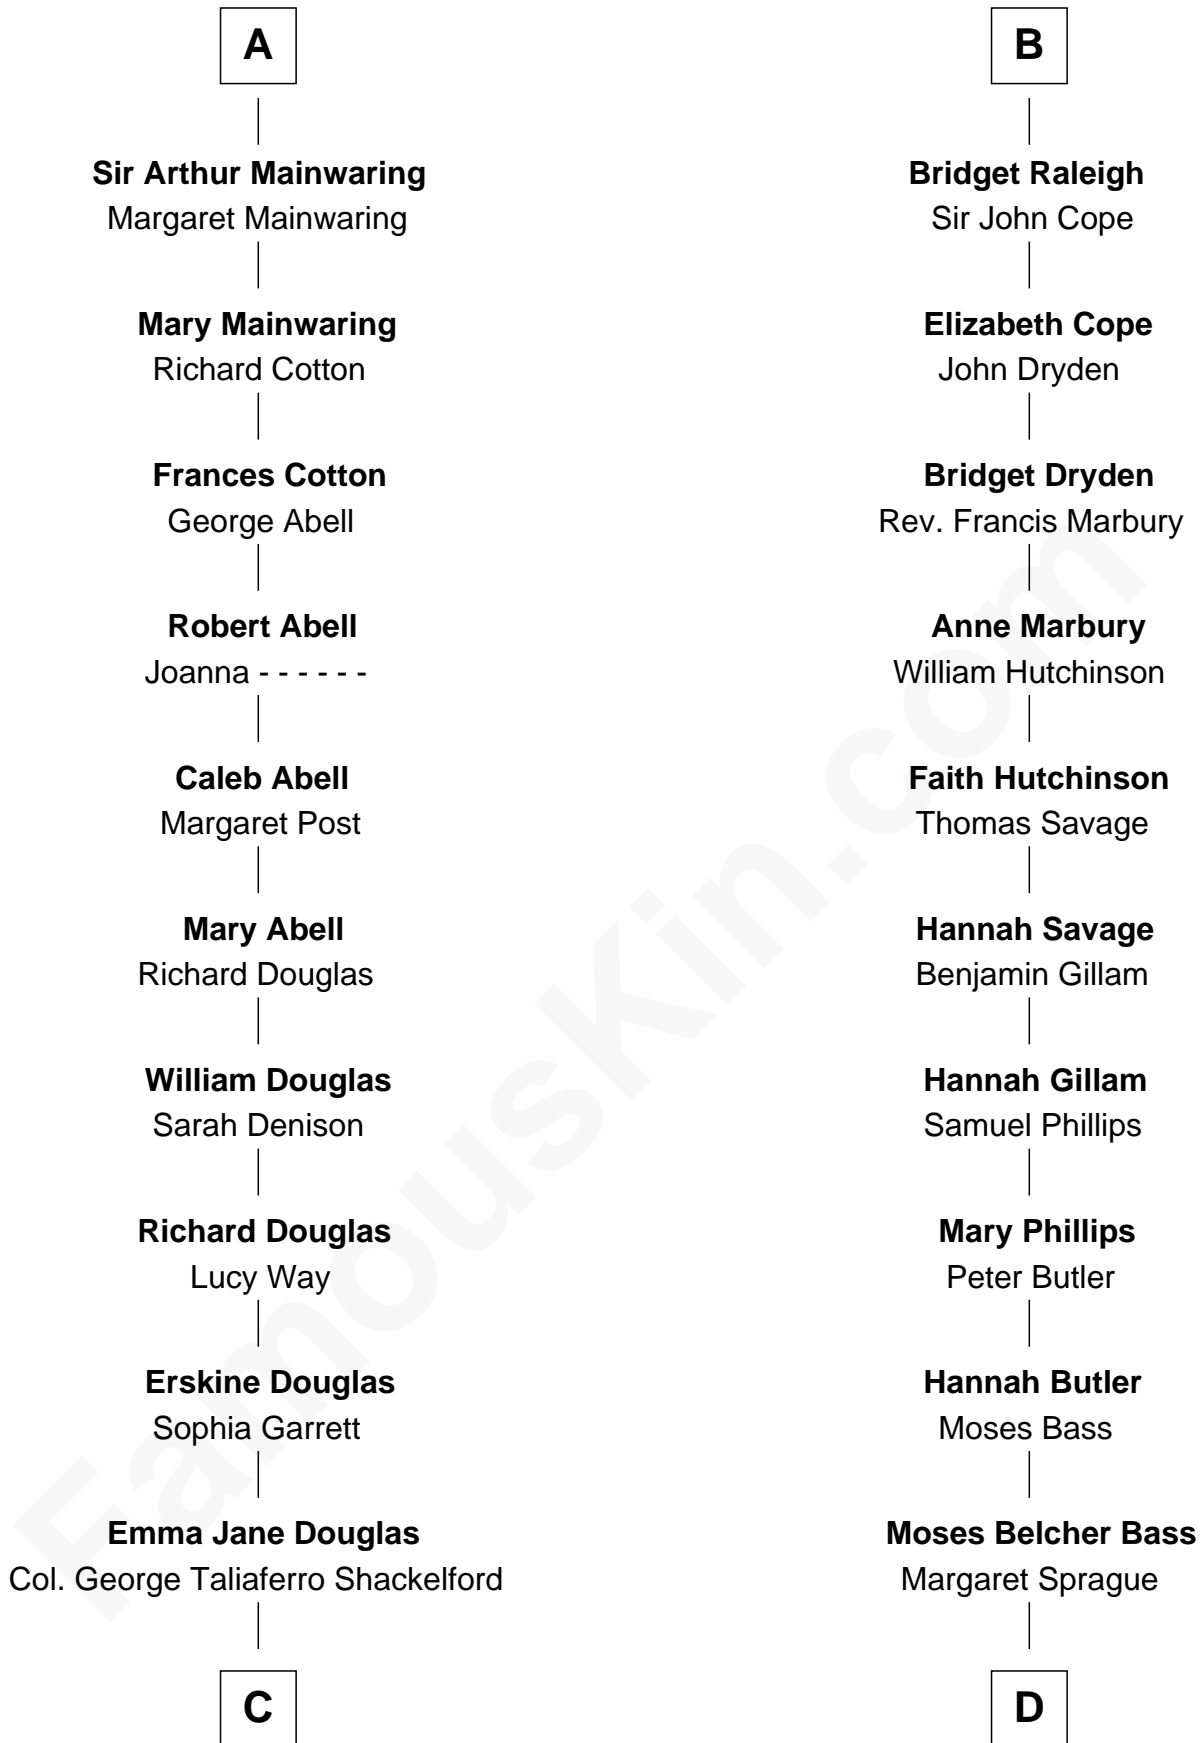 A
Sir Arthur Mainwaring
Margaret Mainwaring
Mary Mainwaring
Richard Cotton
Frances Cotton
George Abell
Robert Abell
Joanna - - - - - -
Caleb Abell
Margaret Post
Mary Abell
Richard Douglas
William Douglas
Sarah Denison
Richard Douglas
Lucy Way
Erskine Douglas
Sophia Garrett
Emma Jane Douglas
Col. George Taliaferro Shackelford
C
B
Bridget Raleigh
Sir John Cope
Elizabeth Cope
John Dryden
Bridget Dryden
Rev. Francis Marbury
Anne Marbury
William Hutchinson
Faith Hutchinson
Thomas Savage
Hannah Savage
Benjamin Gillam
Hannah Gillam
Samuel Phillips
Mary Phillips
Peter Butler
Hannah Butler
Moses Bass
Moses Belcher Bass
Margaret Sprague
D
FamousKin.com